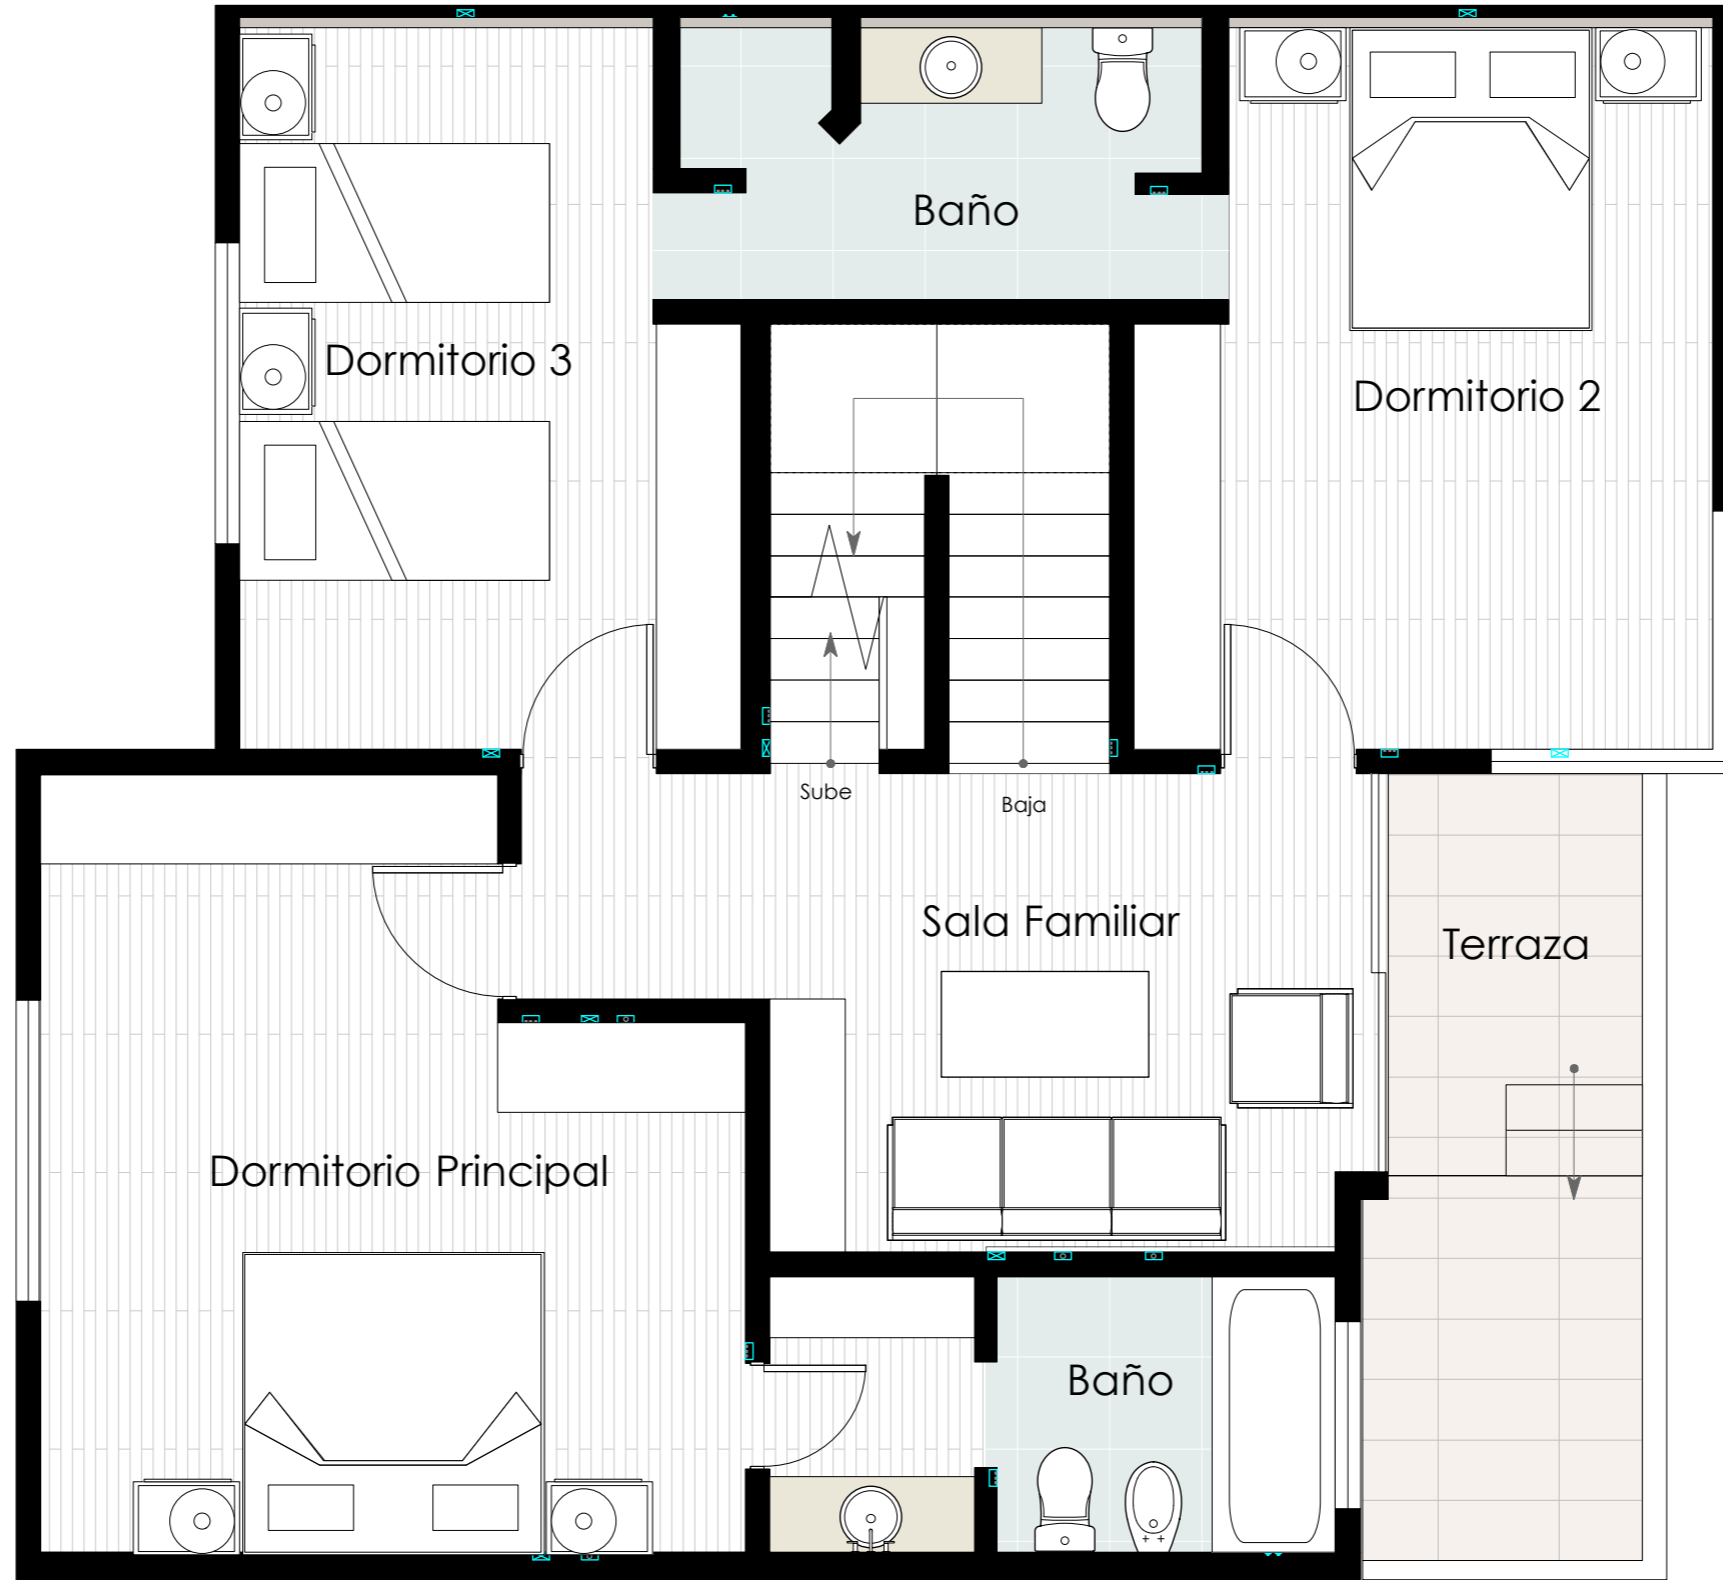 Baño
Dormitorio 3
Dormitorio 2
Sube
Baja
Sala Familiar
Terraza
Dormitorio Principal
Baño